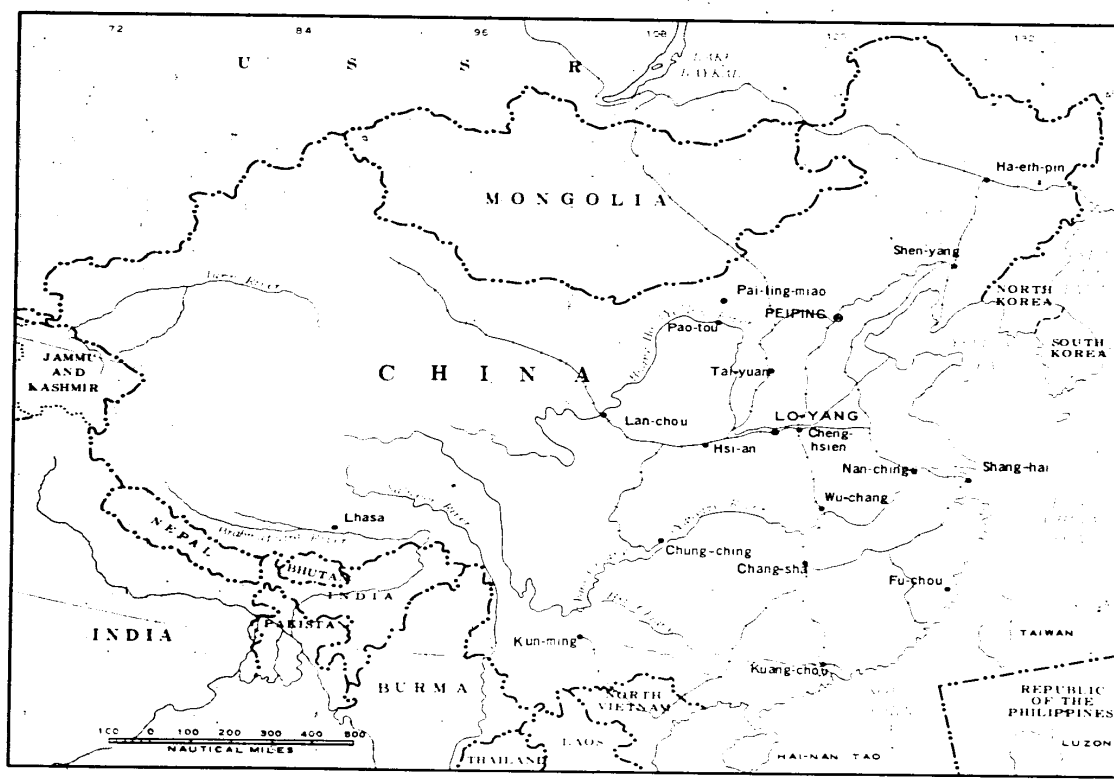 72 84 96 108 132
U S S R
LAKE
BAYKAL
Ha-erh-pin
MONGOLIA
Shen-yang
Pai-ling-miao
NORTH
KOREA
PEIPING
Pao-tou
SOUTH
KOREA
JAMMU
AND
KASHMIR
CHINA
Tai-yuan
Lan-chou
LO-YANG
Cheng-
hsien
Hsi-an
Nan-ching
Shang-hai
Wu-chang
Lhasa
NEPAL
River
Chung-ching
Chang-sha
BHUTAN
Fu-chou
INDIA
INDIA
Kun-ming
TAIWAN
Kuang-chou
BURMA
NORTH
VIETNAM
REPUBLIC
OF THE
PHILIPPINES
LAOS
100 0 100 200 300 400 500
NAUTICAL MILES
THAILAND
HAI-NAN TAO
LUZON